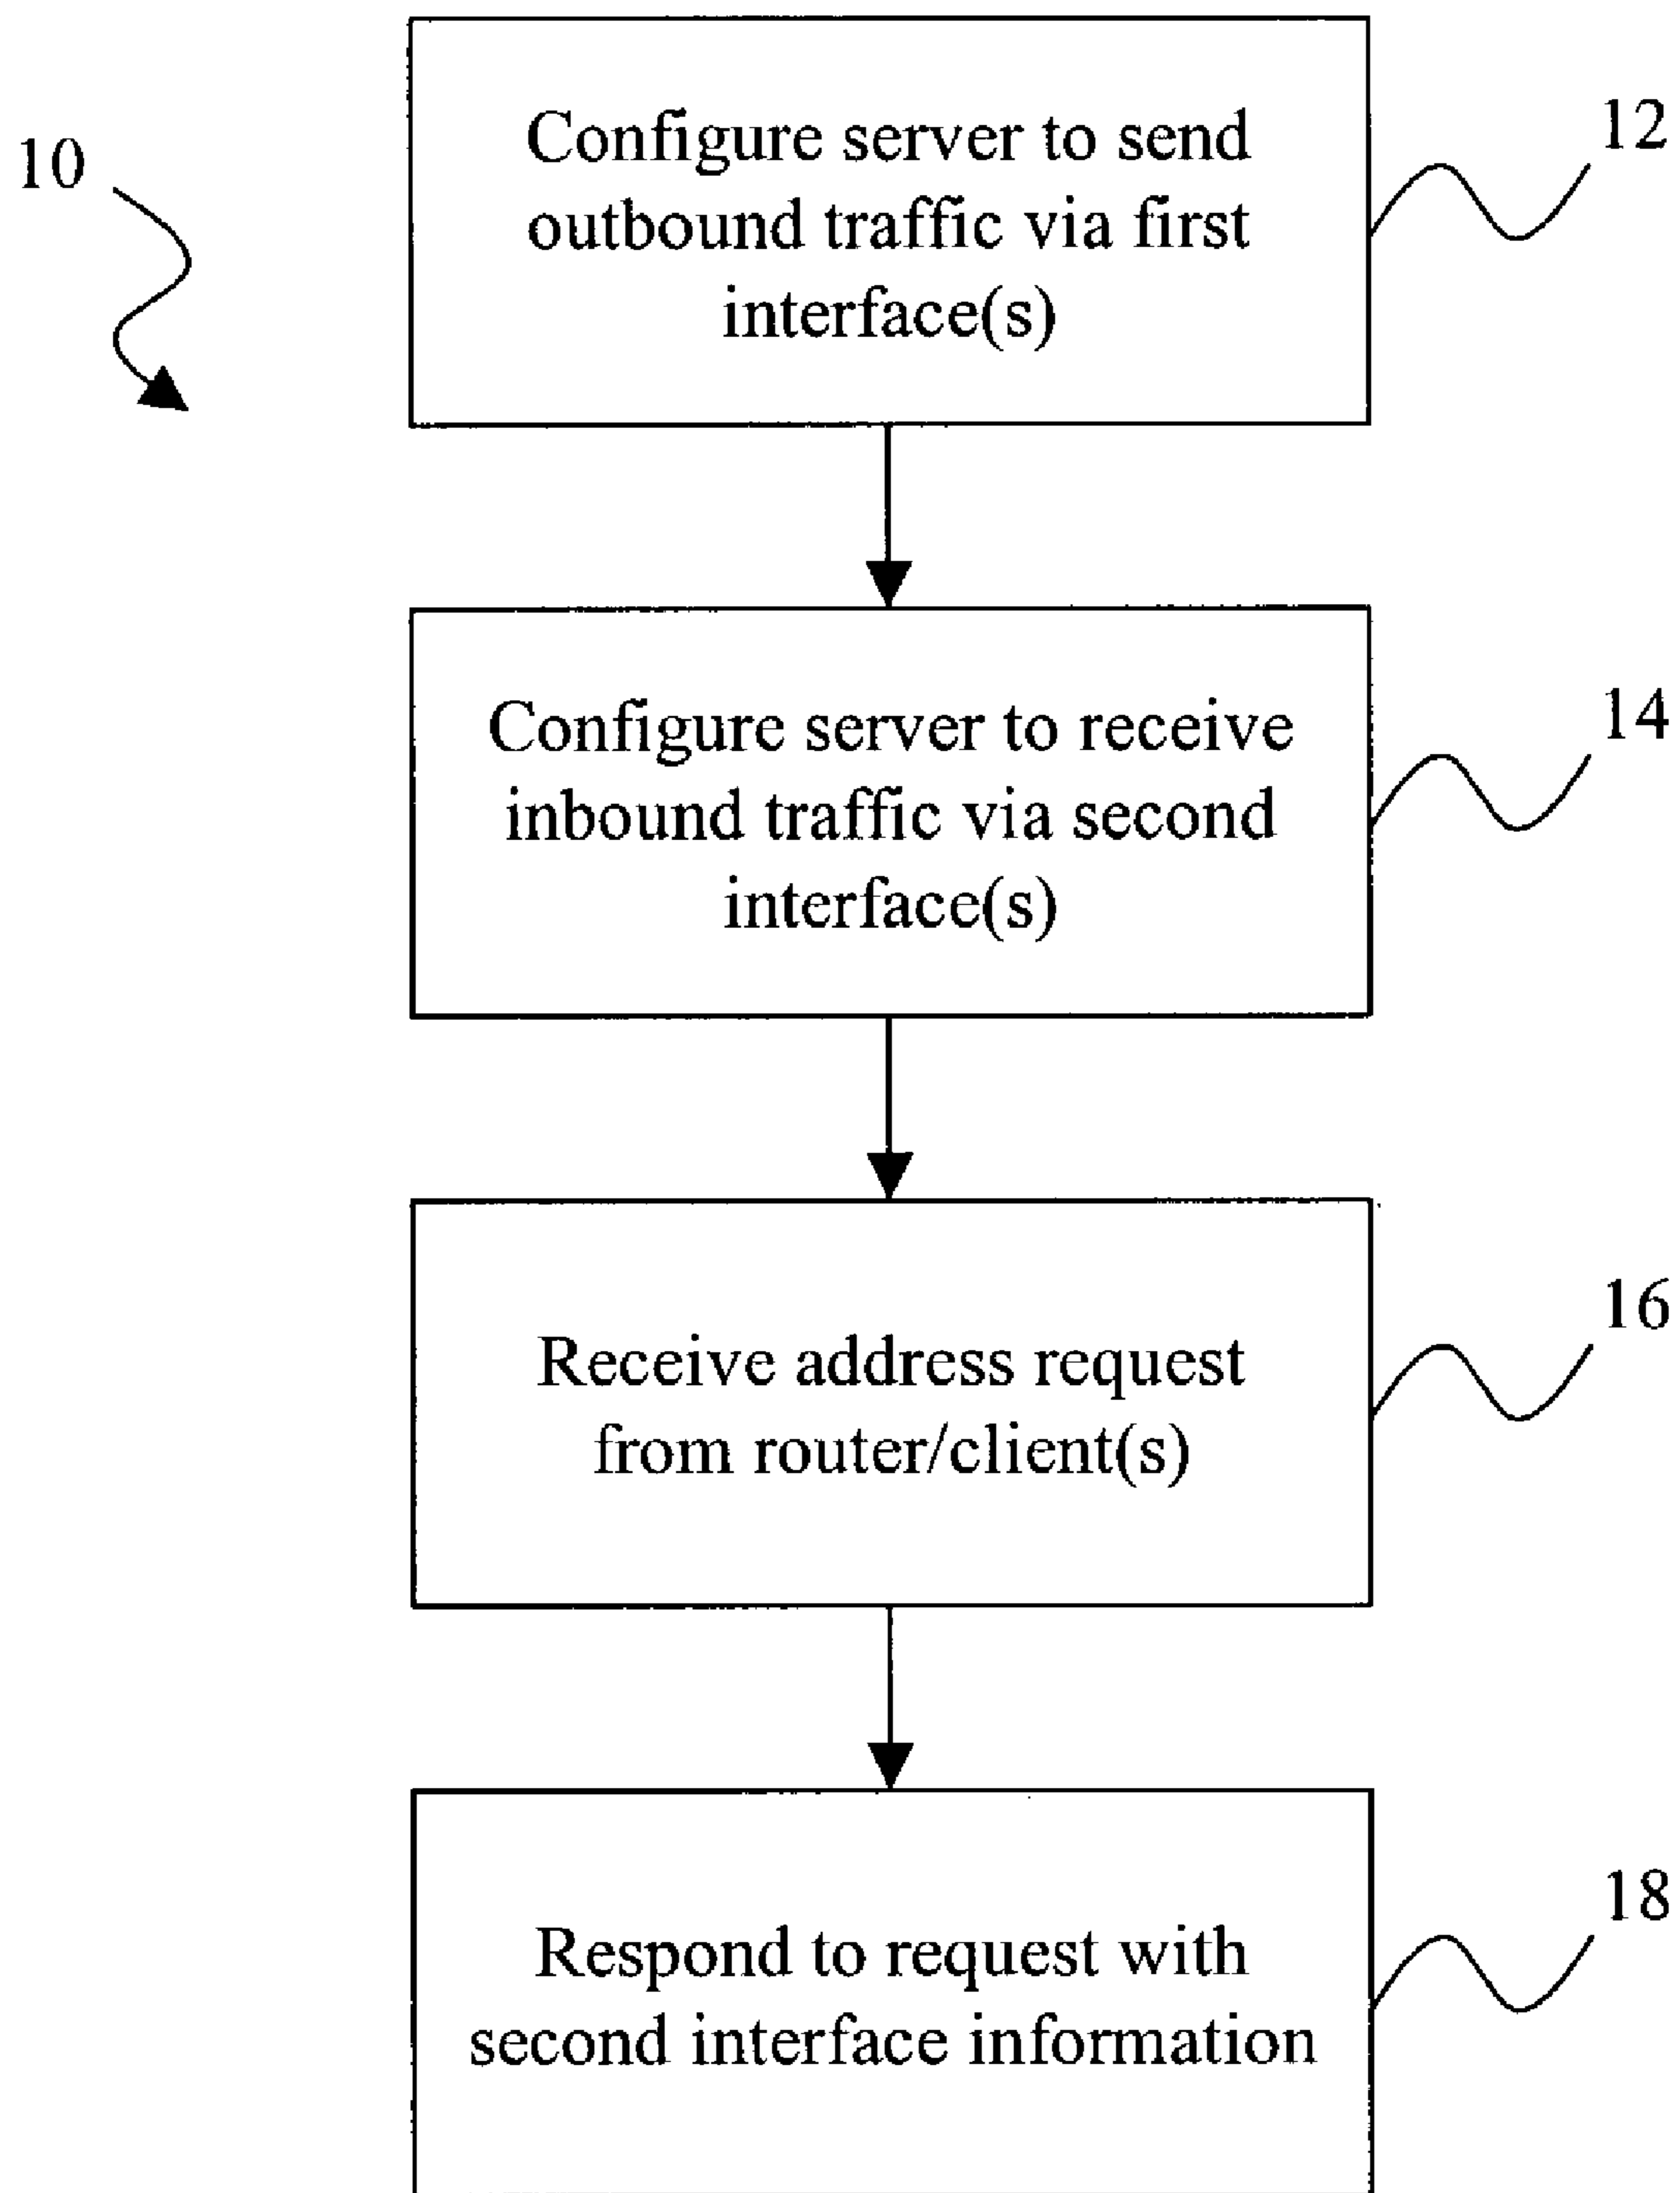 10
Configure server to send
outbound traffic via first
interface(s)
12
Configure server to receive
inbound traffic via second
interface(s)
14
Receive address request
from router/client(s)
16
Respond to request with
second interface information
18